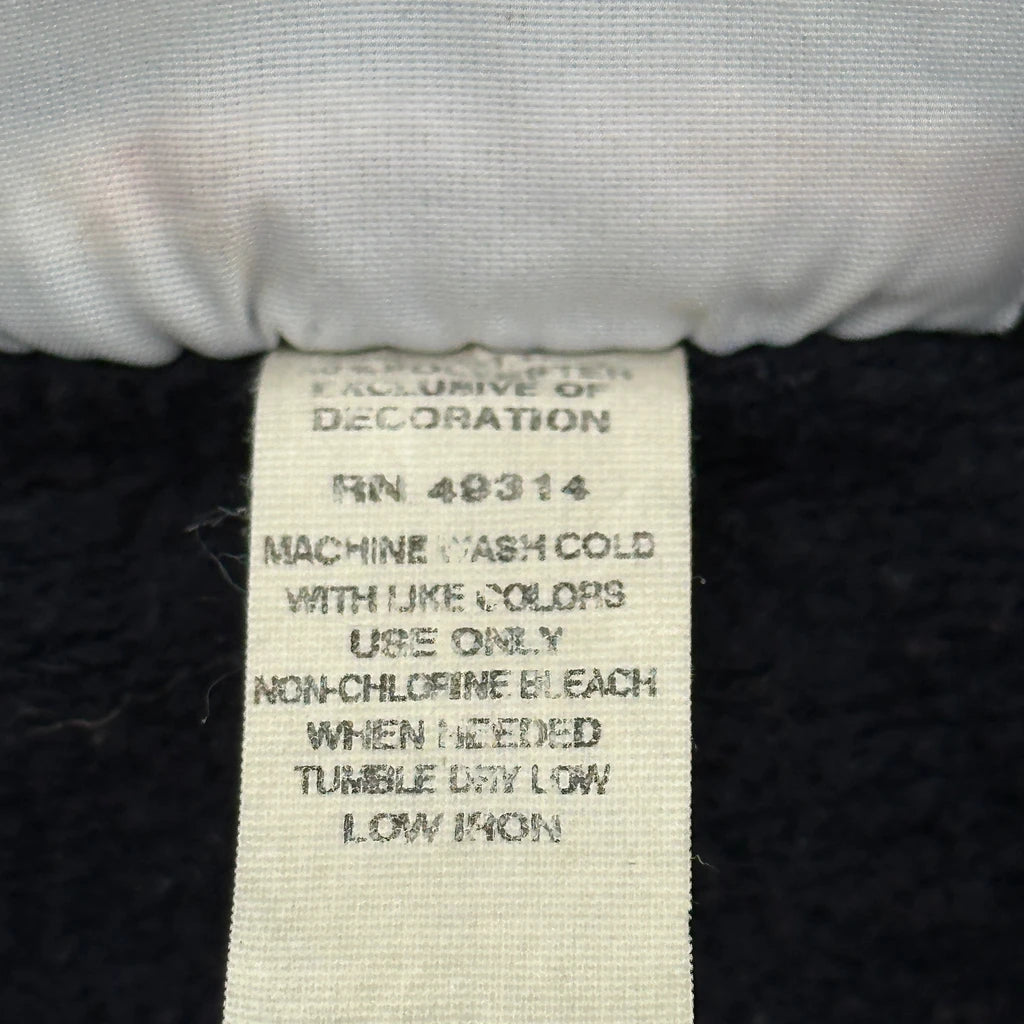 EXCLUSIVE OF
DECORATION
RN 49314
MACHINE WASH COLD
WITH LIKE COLORS
USE ONLY
NON-CHLORINE BLEACH
WHEN NEEDED
TUMBLE DRY LOW
LOW IRON